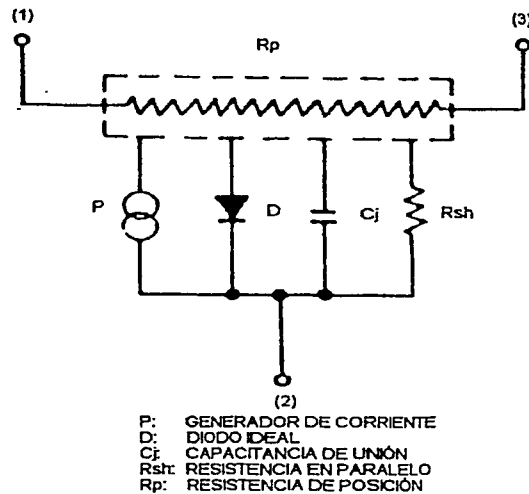 (1)
(3)
Rp
P
D
Cj
Rsh
(2)
P: GENERADOR DE CORRIENTE
D: DIODO IDEAL
Cj: CAPACITANCIA DE UNIÓN
Rsh: RESISTENCIA EN PARALELO
Rp: RESISTENCIA DE POSICIÓN